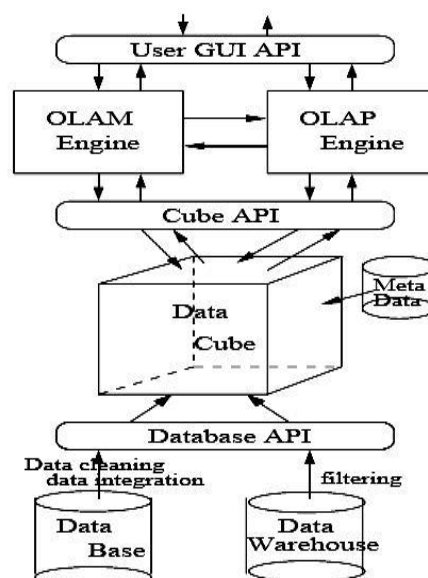 User GUI API
OLAM
Engine
OLAP
Engine
Cube API
Meta
Data
Data
Cube
Database API
Data cleaning
data integration
filtering
Data
Base
Data
Warehouse